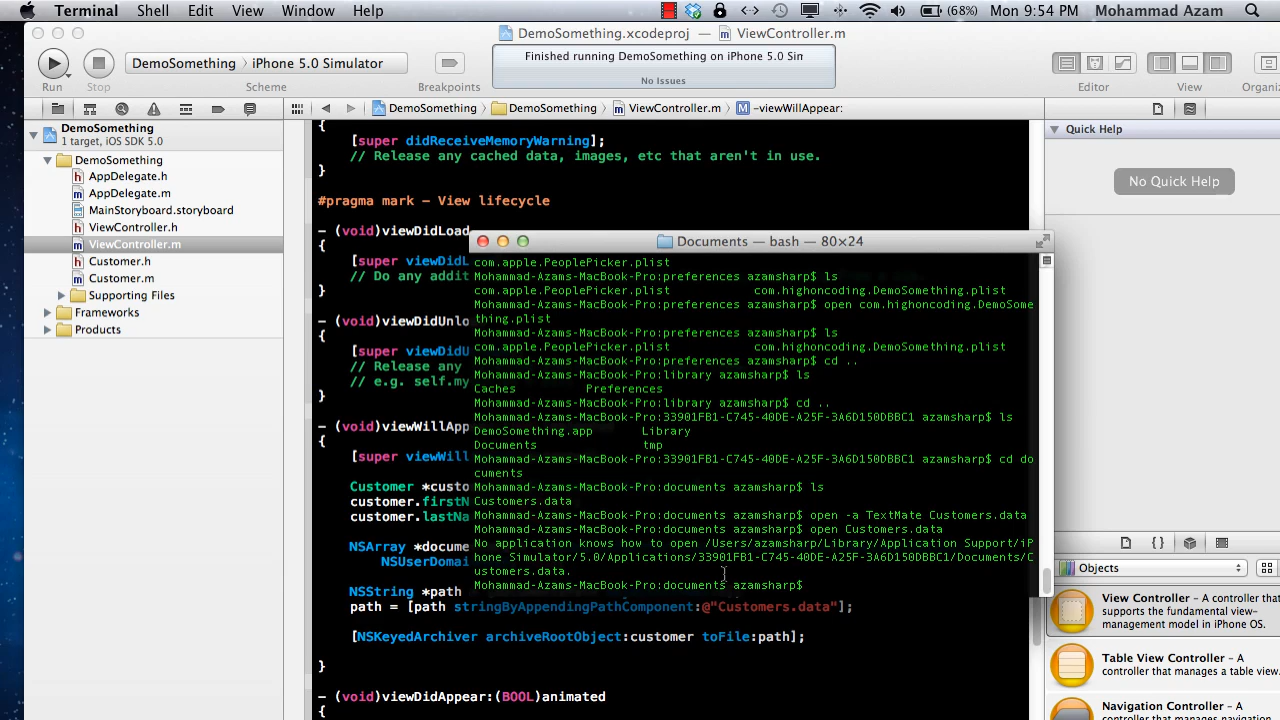 Terminal Shell Edit View Window Help (68%) Mon 9:54 PM Mohammad Azam
DemoSomething.xcodeproj — ViewController.m
DemoSomething iPhone 5.0 Simulator
Finished running DemoSomething on iPhone 5.0 Sim
No Issues
Run Stop Scheme Breakpoints Editor View Organiz
DemoSomething DemoSomething ViewController.m M -viewWillAppear:
DemoSomething
1 target, iOS SDK 5.0
DemoSomething
h AppDelegate.h
m AppDelegate.m
MainStoryboard.storyboard
h ViewController.h
m ViewController.m
h Customer.h
m Customer.m
Supporting Files
Frameworks
Products
{
[super didReceiveMemoryWarning];
// Release any cached data, images, etc that aren't in use.
}
#pragma mark - View lifecycle
- (void)viewDidLoad
{
[super viewDidL
// Do any addit
}
- (void)viewDidUnlo
{
[super viewDidU
// Release any
// e.g. self.my
}
- (void)viewWillApp
{
[super viewWill
Customer *custo
customer.firstN
customer.lastNa
NSArray *docume
NSUserDomai
NSString *path
path = [path stringByAppendingPathComponent:@"Customers.data"];
[NSKeyedArchiver archiveRootObject:customer toFile:path];
}
- (void)viewDidAppear:(BOOL)animated
{
Documents — bash — 80×24
com.apple.PeoplePicker.plist
Mohammad-Azams-MacBook-Pro:preferences azamsharp$ ls
com.apple.PeoplePicker.plist com.highoncoding.DemoSomething.plist
Mohammad-Azams-MacBook-Pro:preferences azamsharp$ open com.highoncoding.DemoSome
thing.plist
Mohammad-Azams-MacBook-Pro:preferences azamsharp$ ls
com.apple.PeoplePicker.plist com.highoncoding.DemoSomething.plist
Mohammad-Azams-MacBook-Pro:preferences azamsharp$ cd ..
Mohammad-Azams-MacBook-Pro:library azamsharp$ ls
Caches Preferences
Mohammad-Azams-MacBook-Pro:library azamsharp$ cd ..
Mohammad-Azams-MacBook-Pro:33901FB1-C745-40DE-A25F-3A6D150DBBC1 azamsharp$ ls
DemoSomething.app Library
Documents tmp
Mohammad-Azams-MacBook-Pro:33901FB1-C745-40DE-A25F-3A6D150DBBC1 azamsharp$ cd do
cuments
Mohammad-Azams-MacBook-Pro:documents azamsharp$ ls
Customers.data
Mohammad-Azams-MacBook-Pro:documents azamsharp$ open -a TextMate Customers.data
Mohammad-Azams-MacBook-Pro:documents azamsharp$ open Customers.data
No application knows how to open /Users/azamsharp/Library/Application Support/iP
hone Simulator/5.0/Applications/33901FB1-C745-40DE-A25F-3A6D150DBBC1/Documents/C
ustomers.data.
Mohammad-Azams-MacBook-Pro:documents azamsharp$
Quick Help
No Quick Help
{ }
Objects
View Controller - A controller that
supports the fundamental view-
management model in iPhone OS.
Table View Controller - A
controller that manages a table view.
Navigation Controller - A
controller that manages